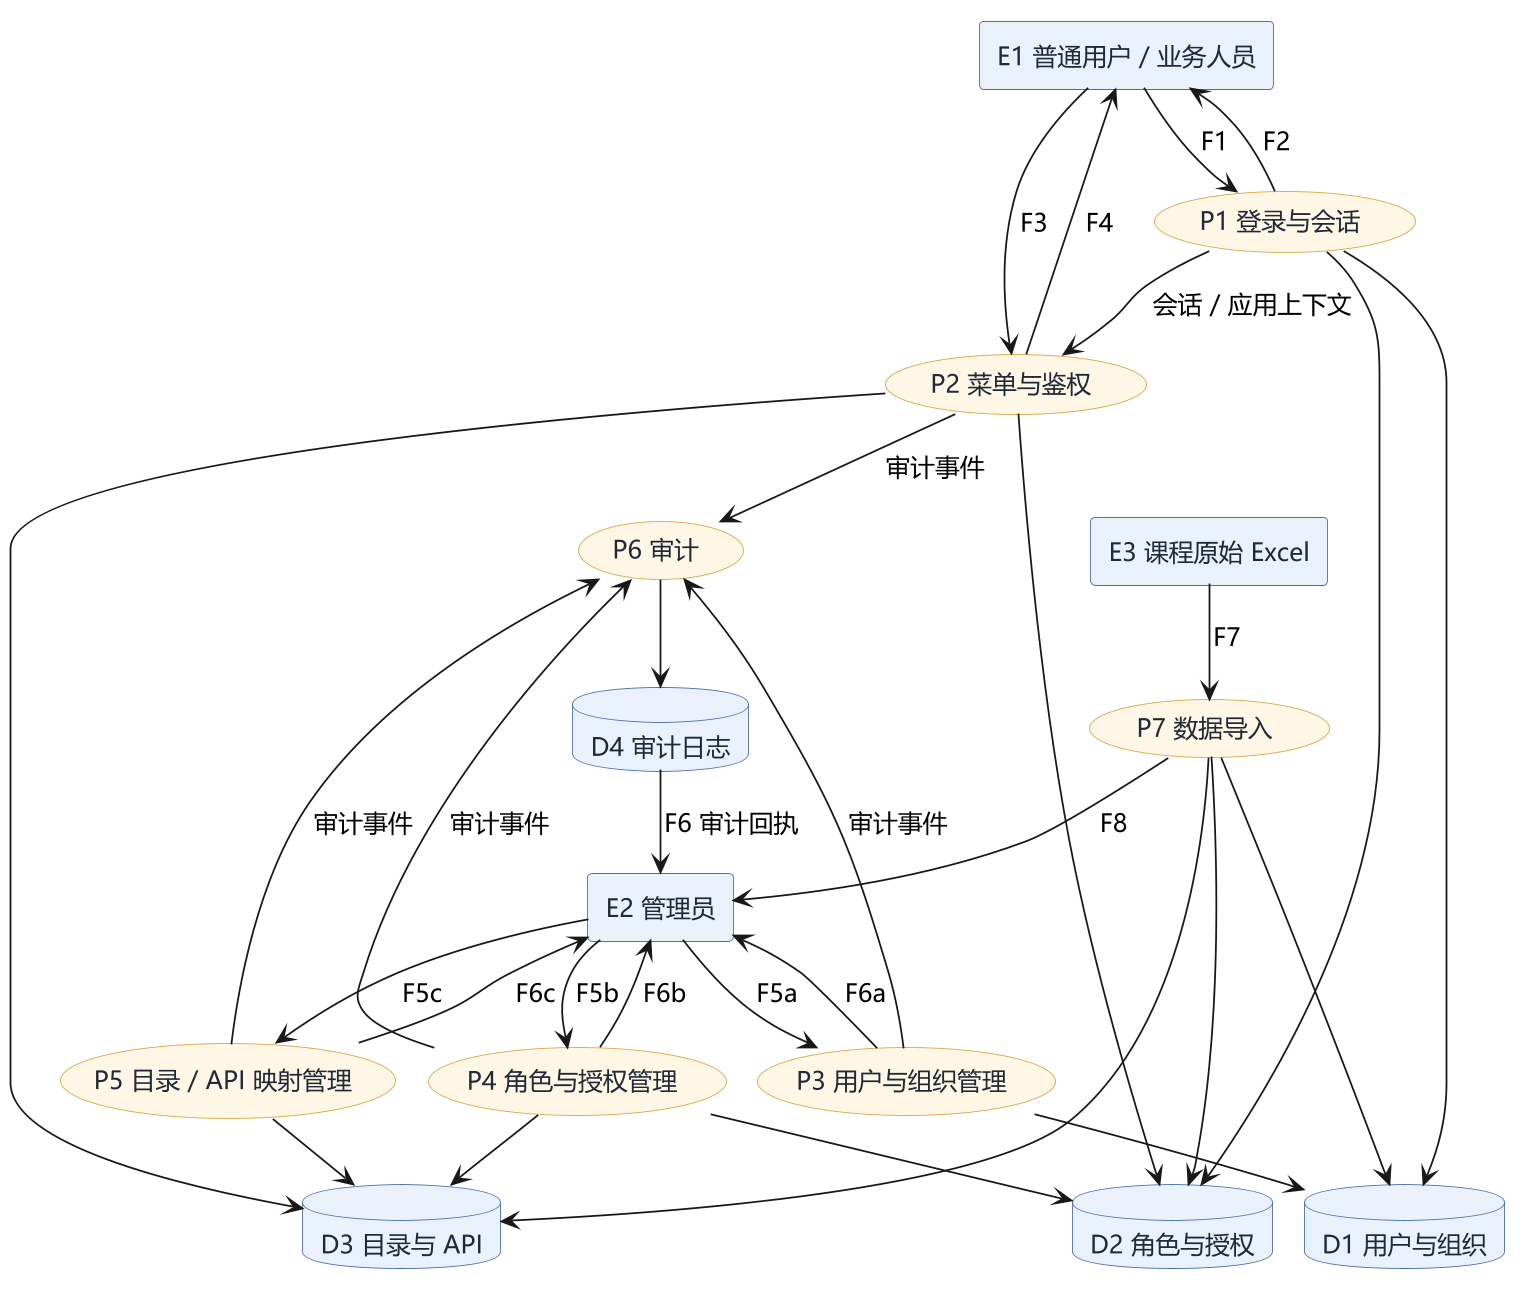 E1 普通用户 / 业务人员
F1
F2
P1 登录与会话
F3
F4
会话 / 应用上下文
P2 菜单与鉴权
审计事件
P6 审计
E3 课程原始 Excel
F7
P7 数据导入
D4 审计日志
审计事件
审计事件
F6 审计回执
审计事件
F8
E2 管理员
F5c
F6c
F5b
F6b
F5a
F6a
P5 目录 / API 映射管理
P4 角色与授权管理
P3 用户与组织管理
D3 目录与 API
D2 角色与授权
D1 用户与组织